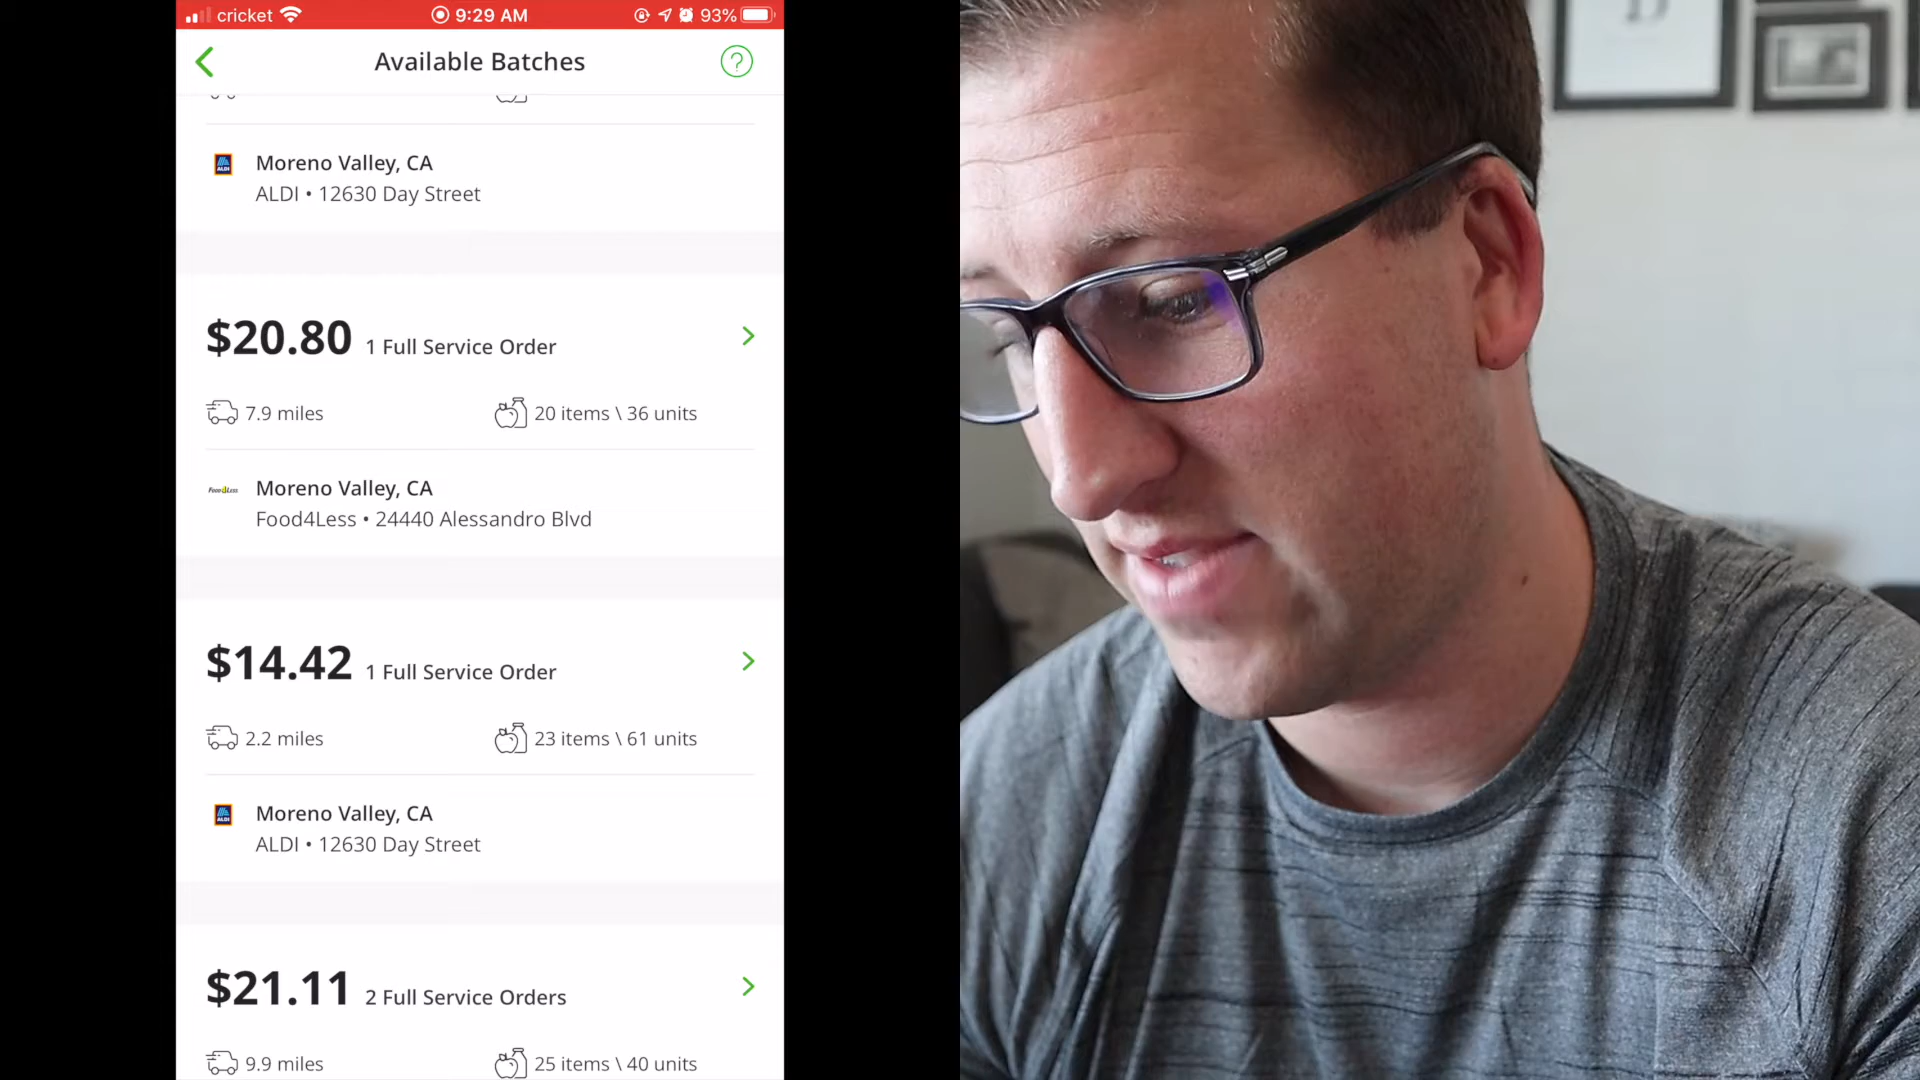 cricket 9:29 AM 93%
Available Batches ?
Moreno Valley, CA
ALDI • 12630 Day Street
$20.80 1 Full Service Order
7.9 miles 20 items \ 36 units
Moreno Valley, CA
Food4Less • 24440 Alessandro Blvd
$14.42 1 Full Service Order
2.2 miles 23 items \ 61 units
Moreno Valley, CA
ALDI • 12630 Day Street
$21.11 2 Full Service Orders
9.9 miles 25 items \ 40 units